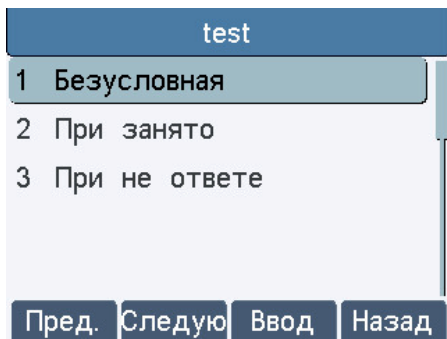 test
1 Безусловная
2 При занято
3 При не ответе
Пред. Следую Ввод Назад